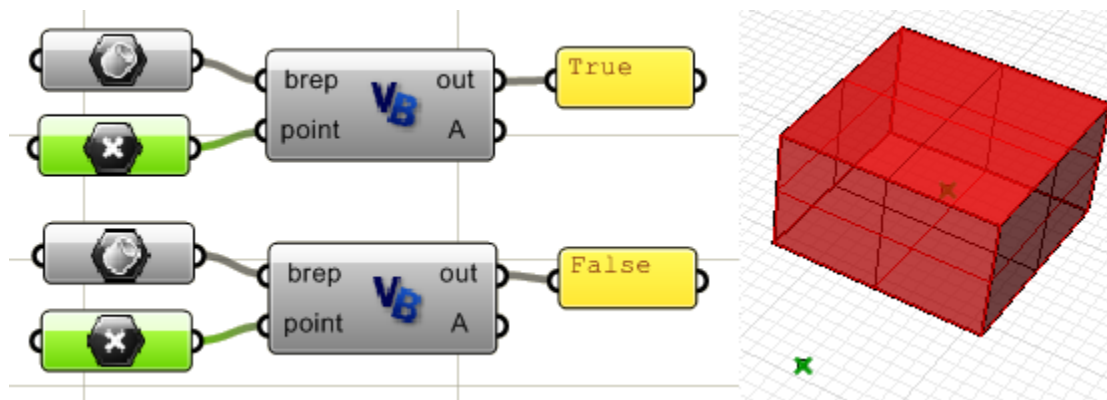 brep
out
True
point
A
VB
brep
out
False
point
A
VB